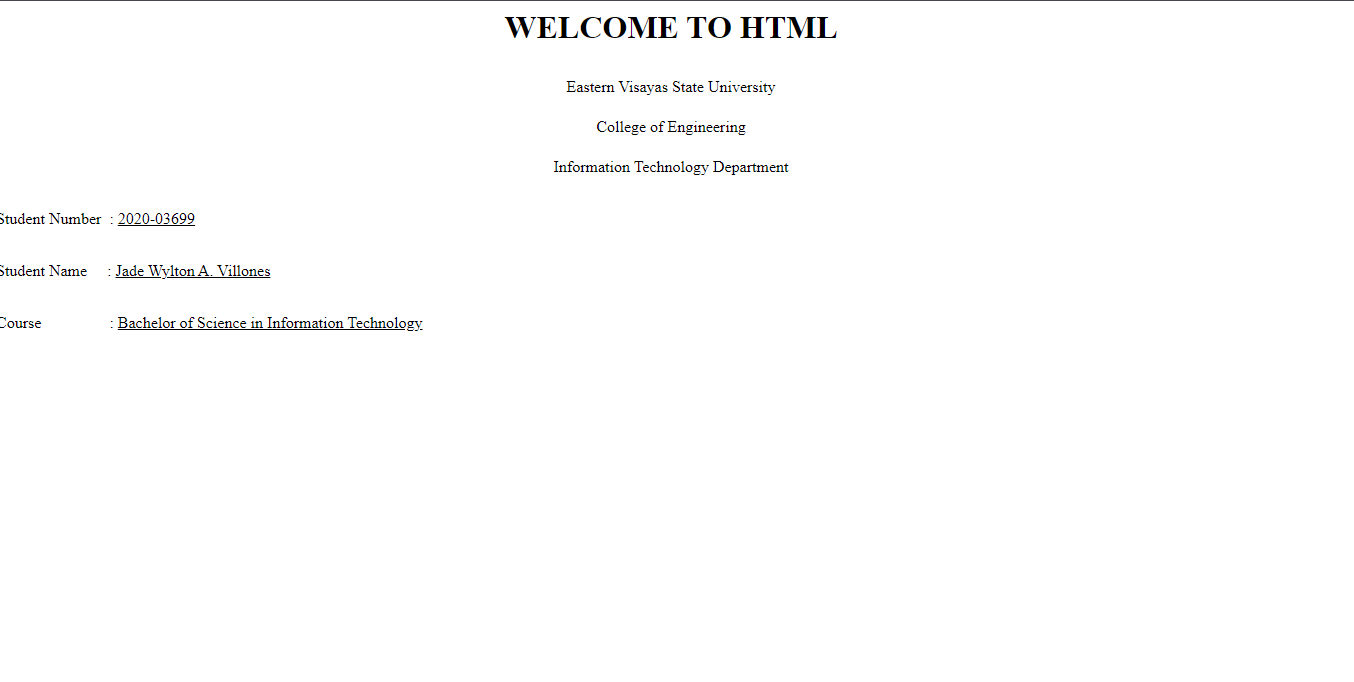 WELCOME TO HTML
Eastern Visayas State University
College of Engineering
Information Technology Department
Student Number : 2020-03699
Student Name : Jade Wylton A. Villones
Course : Bachelor of Science in Information Technology